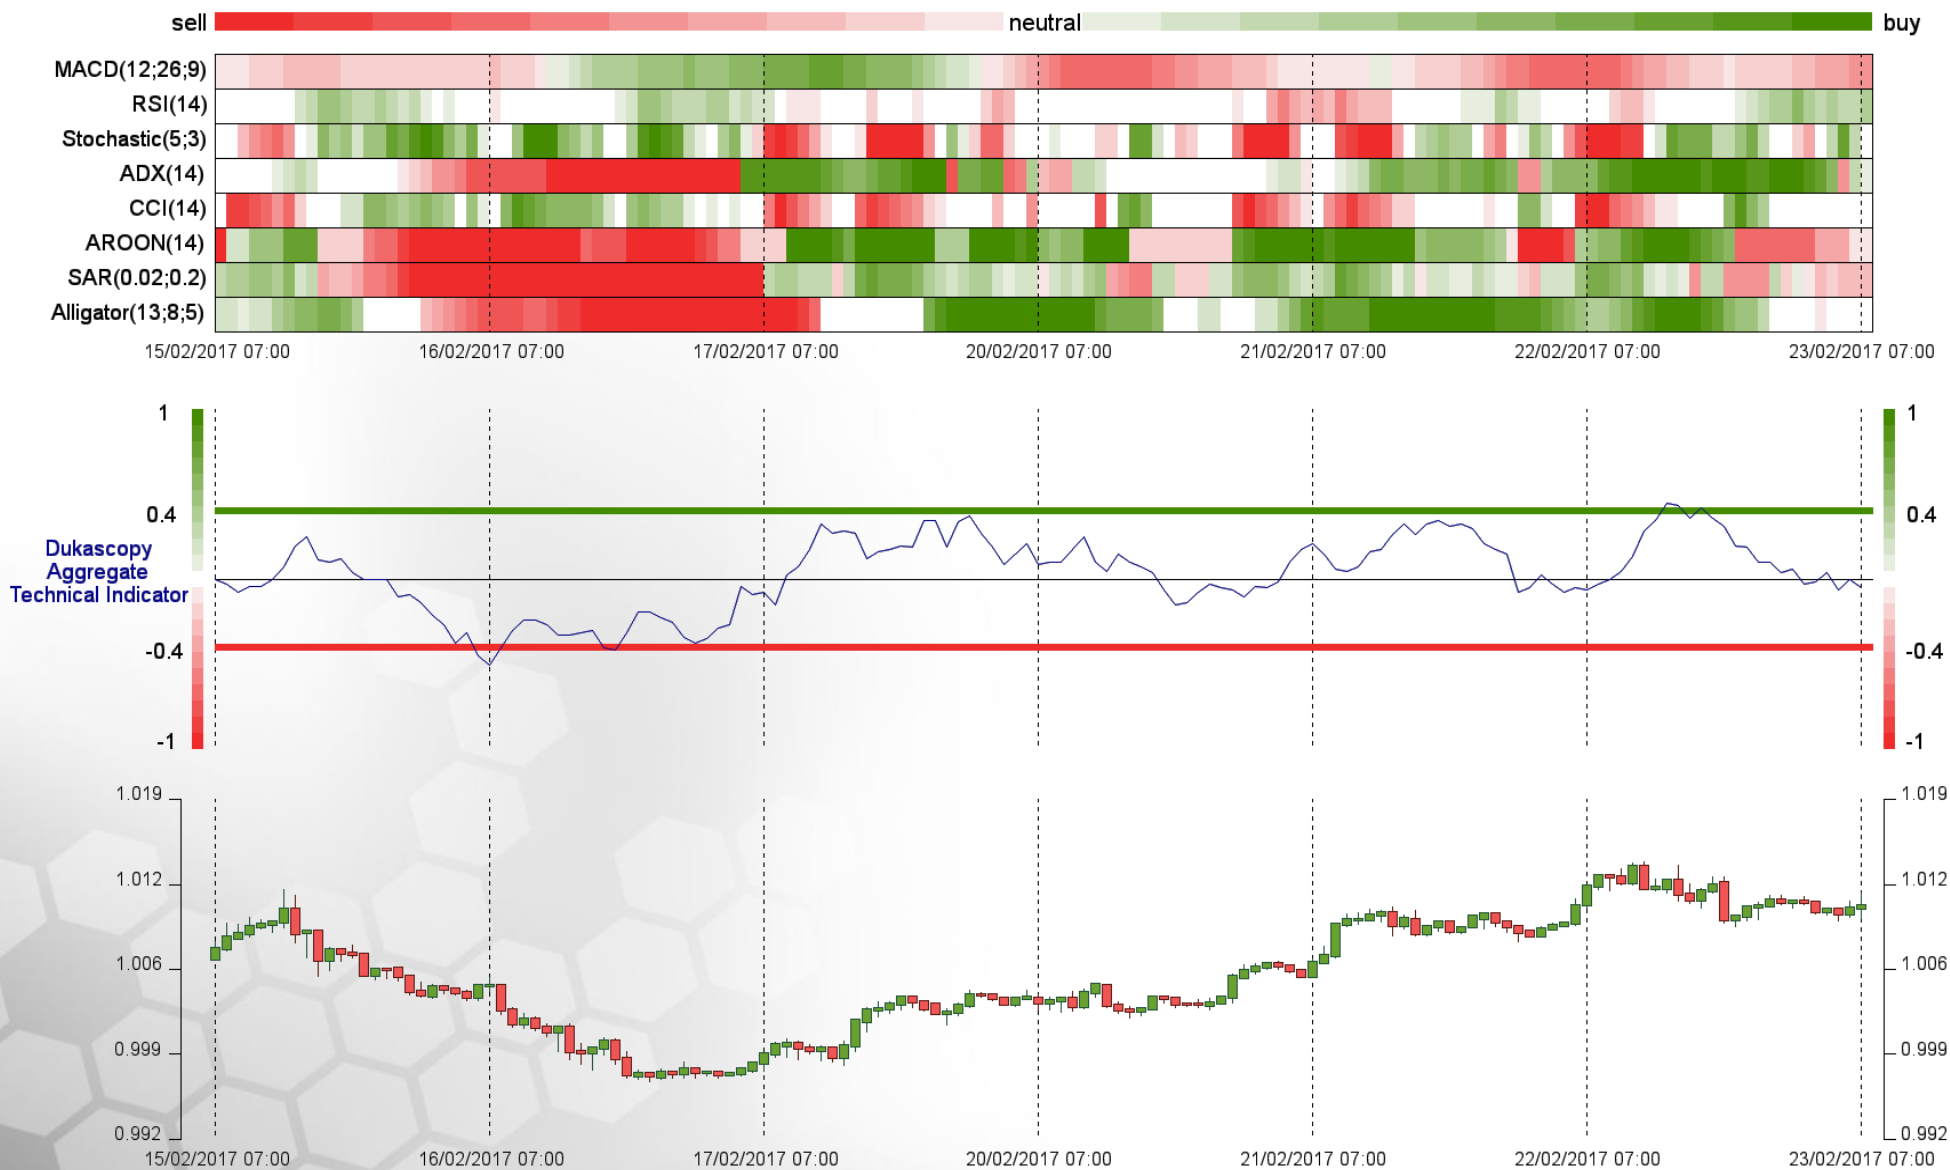 sell neutral buy
MACD(12;26;9)
RSI(14)
Stochastic(5;3)
ADX(14)
CCI(14)
AROON(14)
SAR(0.02;0.2)
Alligator(13;8;5)
15/02/2017 07:00 16/02/2017 07:00 17/02/2017 07:00 20/02/2017 07:00 21/02/2017 07:00 22/02/2017 07:00 23/02/2017 07:00
1 1
0.4 0.4
Dukascopy
Aggregate
Technical Indicator
-0.4 -0.4
-1 -1
1.019 1.019
1.012 1.012
1.006 1.006
0.999 0.999
0.992 0.992
15/02/2017 07:00 16/02/2017 07:00 17/02/2017 07:00 20/02/2017 07:00 21/02/2017 07:00 22/02/2017 07:00 23/02/2017 07:00